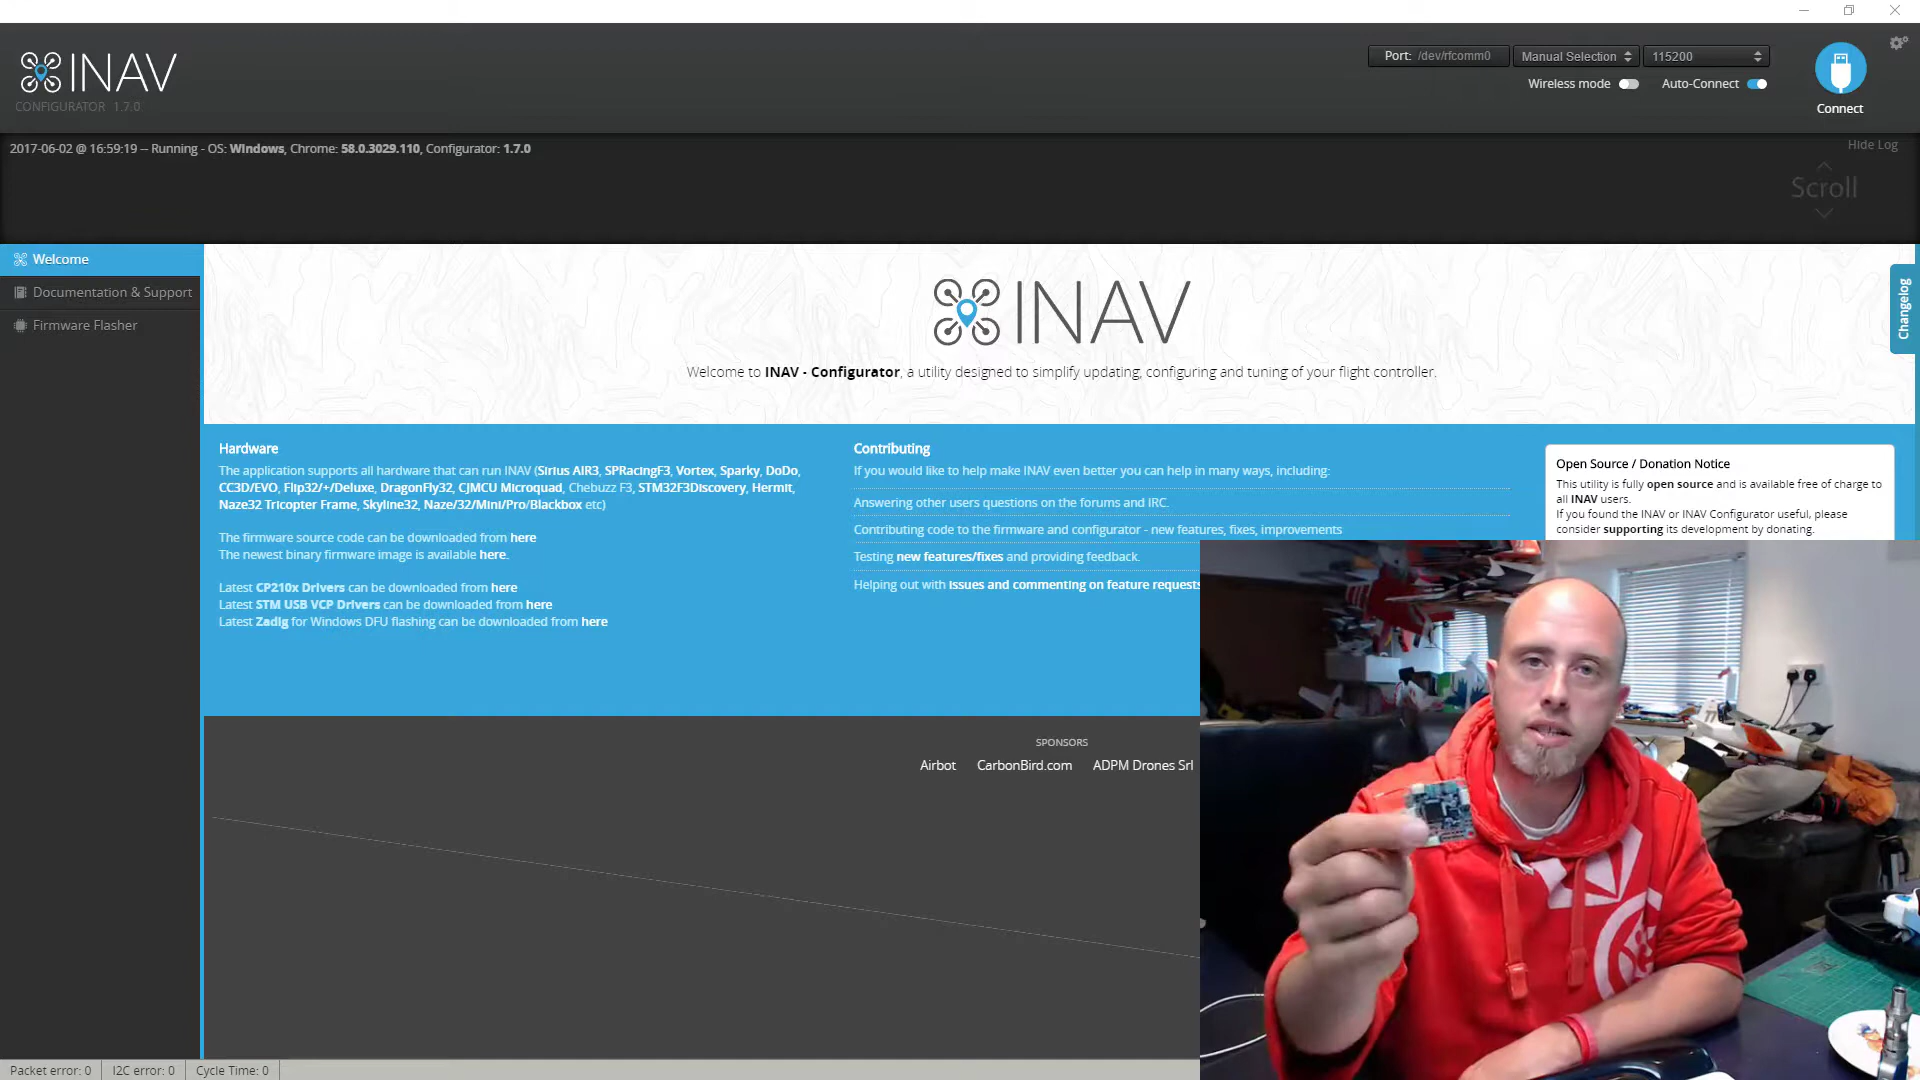 INAV
CONFIGURATOR 1.7.0
Port: /dev/rfcomm0
Manual Selection
115200
Wireless mode
Auto-Connect
Connect
2017-06-02 @ 16:59:19 -- Running - OS: Windows, Chrome: 58.0.3029.110, Configurator: 1.7.0
Hide Log
Scroll
Welcome
Documentation & Support
Firmware Flasher
INAV
Welcome to INAV - Configurator, a utility designed to simplify updating, configuring and tuning of your flight controller.
Changelog
Hardware
The application supports all hardware that can run INAV (Sirius AIR3, SPRacingF3, Vortex, Sparky, DoDo,
CC3D/EVO, Flip32/+/Deluxe, DragonFly32, CJMCU Microquad, Chebuzz F3, STM32F3Discovery, Hermit,
Naze32 Tricopter Frame, Skyline32, Naze/32/Mini/Pro/Blackbox etc)
The firmware source code can be downloaded from here
The newest binary firmware image is available here.
Latest CP210x Drivers can be downloaded from here
Latest STM USB VCP Drivers can be downloaded from here
Latest Zadig for Windows DFU flashing can be downloaded from here
Contributing
If you would like to help make INAV even better you can help in many ways, including:
Answering other users questions on the forums and IRC.
Contributing code to the firmware and configurator - new features, fixes, improvements
Testing new features/fixes and providing feedback.
Helping out with issues and commenting on feature requests
Open Source / Donation Notice
This utility is fully open source and is available free of charge to
all INAV users.
If you found the INAV or INAV Configurator useful, please
consider supporting its development by donating.
SPONSORS
Airbot CarbonBird.com ADPM Drones Srl
Packet error: 0
I2C error: 0
Cycle Time: 0